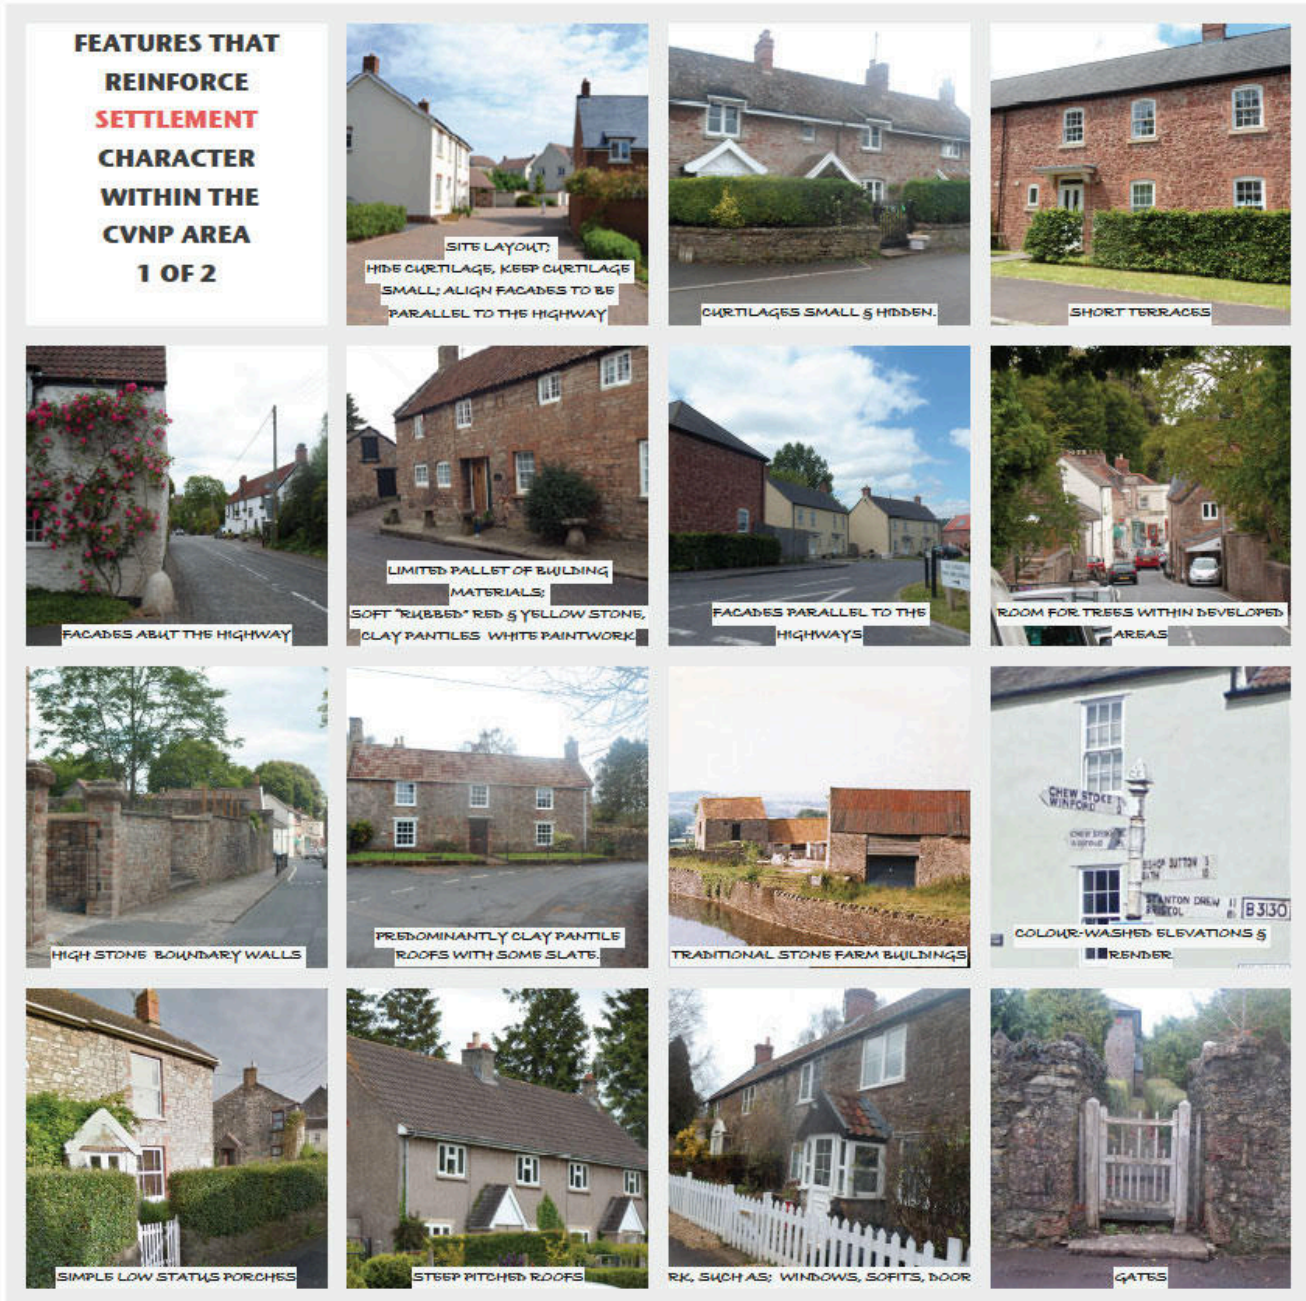 FEATURES THAT
REINFORCE
SETTLEMENT
CHARACTER
WITHIN THE
CVNP AREA
1 OF 2
SITE LAYOUT;
HIDE CURTILAGE, KEEP CURTILAGE
SMALL; ALIGN FACADES TO BE
PARALLEL TO THE HIGHWAY
CURTILAGES SMALL & HIDDEN.
SHORT TERRACES
FACADES ABUT THE HIGHWAY
LIMITED PALLET OF BUILDING
MATERIALS;
SOFT "RUBBED" RED & YELLOW STONE,
CLAY PANTILES WHITE PAINTWORK
FACADES PARALLEL TO THE
HIGHWAYS
ROOM FOR TREES WITHIN DEVELOPED
AREAS
HIGH STONE BOUNDARY WALLS
PREDOMINANTLY CLAY PANTILE
ROOFS WITH SOME SLATE.
TRADITIONAL STONE FARM BUILDINGS
CHEW STOKE
WINFORD
CHEW STOKE
BISHOP SUTTON 3
BATH
STANTON DREW
BRISTOL
B3130
COLOUR-WASHED ELEVATIONS &
RENDER
SIMPLE LOW STATUS PORCHES
STEEP PITCHED ROOFS
RK, SUCH AS; WINDOWS, SOFITS, DOOR
GATES